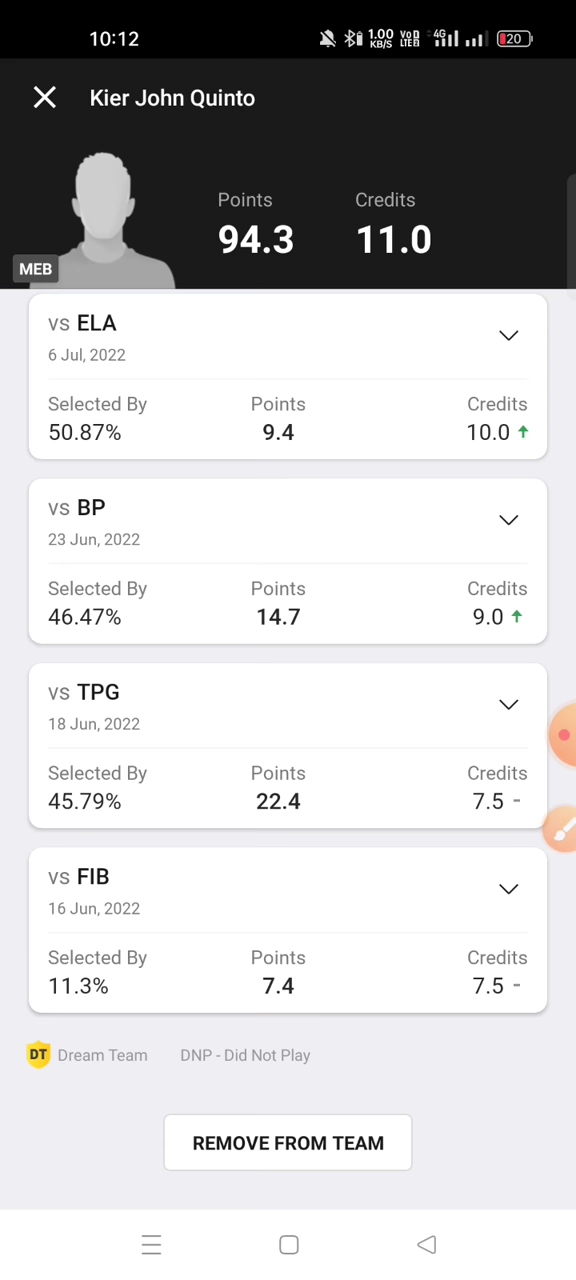 10:12
1.00 KB/S
VoD LTE2
4G
20
Kier John Quinto
Points Credits
94.3 11.0
MEB
vs ELA
6 Jul, 2022
Selected By Points Credits
50.87% 9.4 10.0
vs BP
23 Jun, 2022
Selected By Points Credits
46.47% 14.7 9.0
vs TPG
18 Jun, 2022
Selected By Points Credits
45.79% 22.4 7.5 -
vs FIB
16 Jun, 2022
Selected By Points Credits
11.3% 7.4 7.5 -
DT Dream Team DNP - Did Not Play
REMOVE FROM TEAM